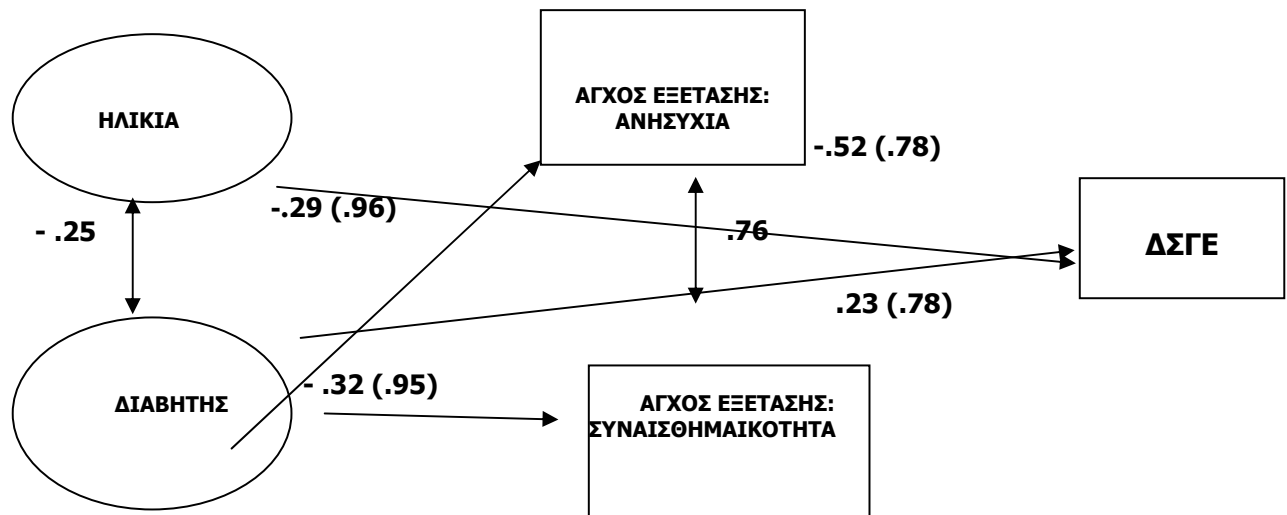 ΗΛΙΚΙΑ
ΑΓΧΟΣ ΕΞΕΤΑΣΗΣ:
ΑΝΗΣΥΧΙΑ
-.52 (.78)
-.29 (.96)
- .25
.76
ΔΣΓΕ
.23 (.78)
- .32 (.95)
ΔΙΑΒΗΤΗΣ
ΑΓΧΟΣ ΕΞΕΤΑΣΗΣ:
ΣΥΝΑΙΣΘΗΜΑΙΚΟΤΗΤΑ